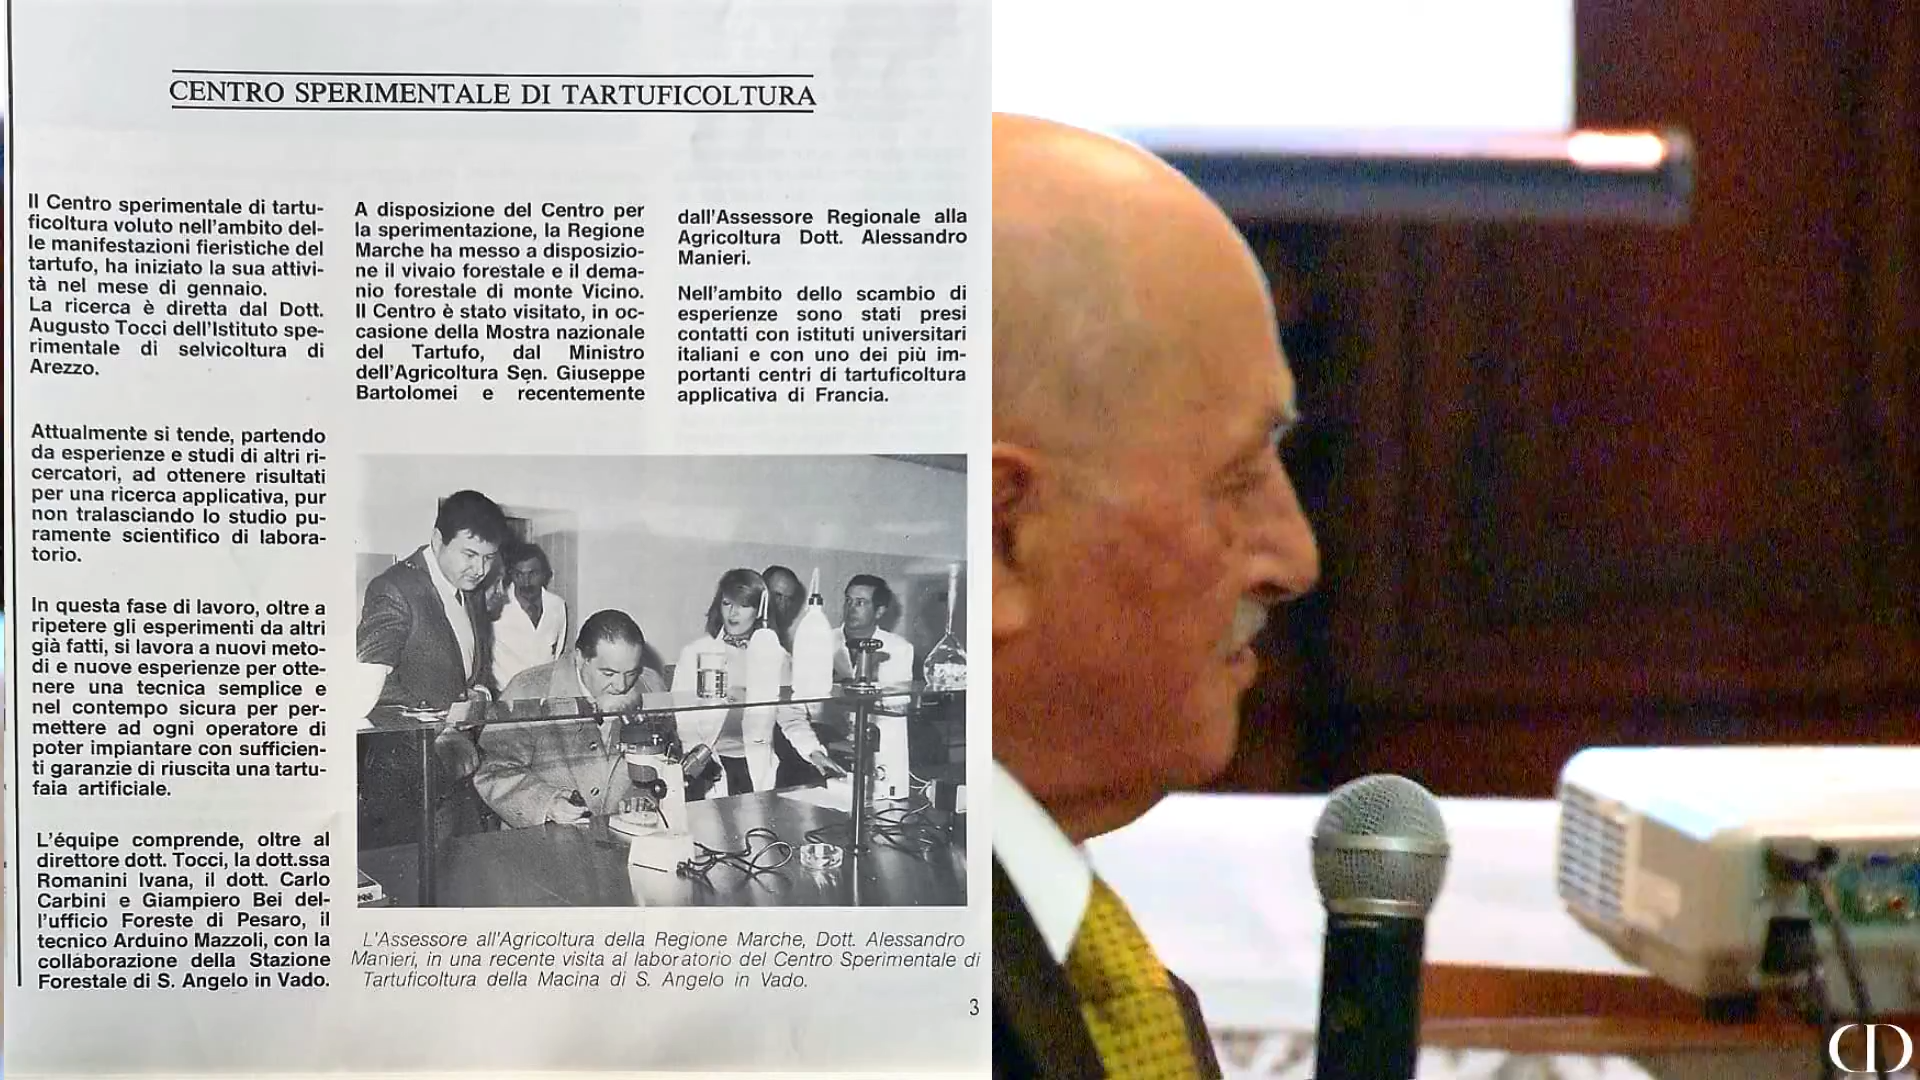 CENTRO SPERIMENTALE DI TARTUFICOLTURA
Il Centro sperimentale di tartu-
ficoltura voluto nell'ambito del-
le manifestazioni fieristiche del
tartufo, ha iniziato la sua attivi-
tà nel mese di gennaio.
La ricerca è diretta dal Dott.
Augusto Tocci dell'Istituto spe-
rimentale di selvicoltura di
Arezzo.
Attualmente si tende, partendo
da esperienze e studi di altri ri-
cercatori, ad ottenere risultati
per una ricerca applicativa, pur
non tralasciando lo studio pu-
ramente scientifico di labora-
torio.
In questa fase di lavoro, oltre a
ripetere gli esperimenti da altri
già fatti, si lavora a nuovi meto-
di e nuove esperienze per otte-
nere una tecnica semplice e
nel contempo sicura per per-
mettere ad ogni operatore di
poter impiantare con sufficien-
ti garanzie di riuscita una tartu-
faia artificiale.
L'équipe comprende, oltre al
direttore dott. Tocci, la dott.ssa
Romanini Ivana, il dott. Carlo
Carbini e Giampiero Bei del-
l'ufficio Foreste di Pesaro, il
tecnico Arduino Mazzoli, con la
collaborazione della Stazione
Forestale di S. Angelo in Vado.
A disposizione del Centro per
la sperimentazione, la Regione
Marche ha messo a disposizio-
ne il vivaio forestale e il dema-
nio forestale di monte Vicino.
Il Centro è stato visitato, in oc-
casione della Mostra nazionale
del Tartufo, dal Ministro
dell'Agricoltura Sen. Giuseppe
Bartolomei e recentemente
dall'Assessore Regionale alla
Agricoltura Dott. Alessandro
Manieri.
Nell'ambito dello scambio di
esperienze sono stati presi
contatti con istituti universitari
italiani e con uno dei più im-
portanti centri di tartuficoltura
applicativa di Francia.
L'Assessore all'Agricoltura della Regione Marche, Dott. Alessandro
Manieri, in una recente visita al laboratorio del Centro Sperimentale di
Tartuficoltura della Macina di S. Angelo in Vado.
3
CD